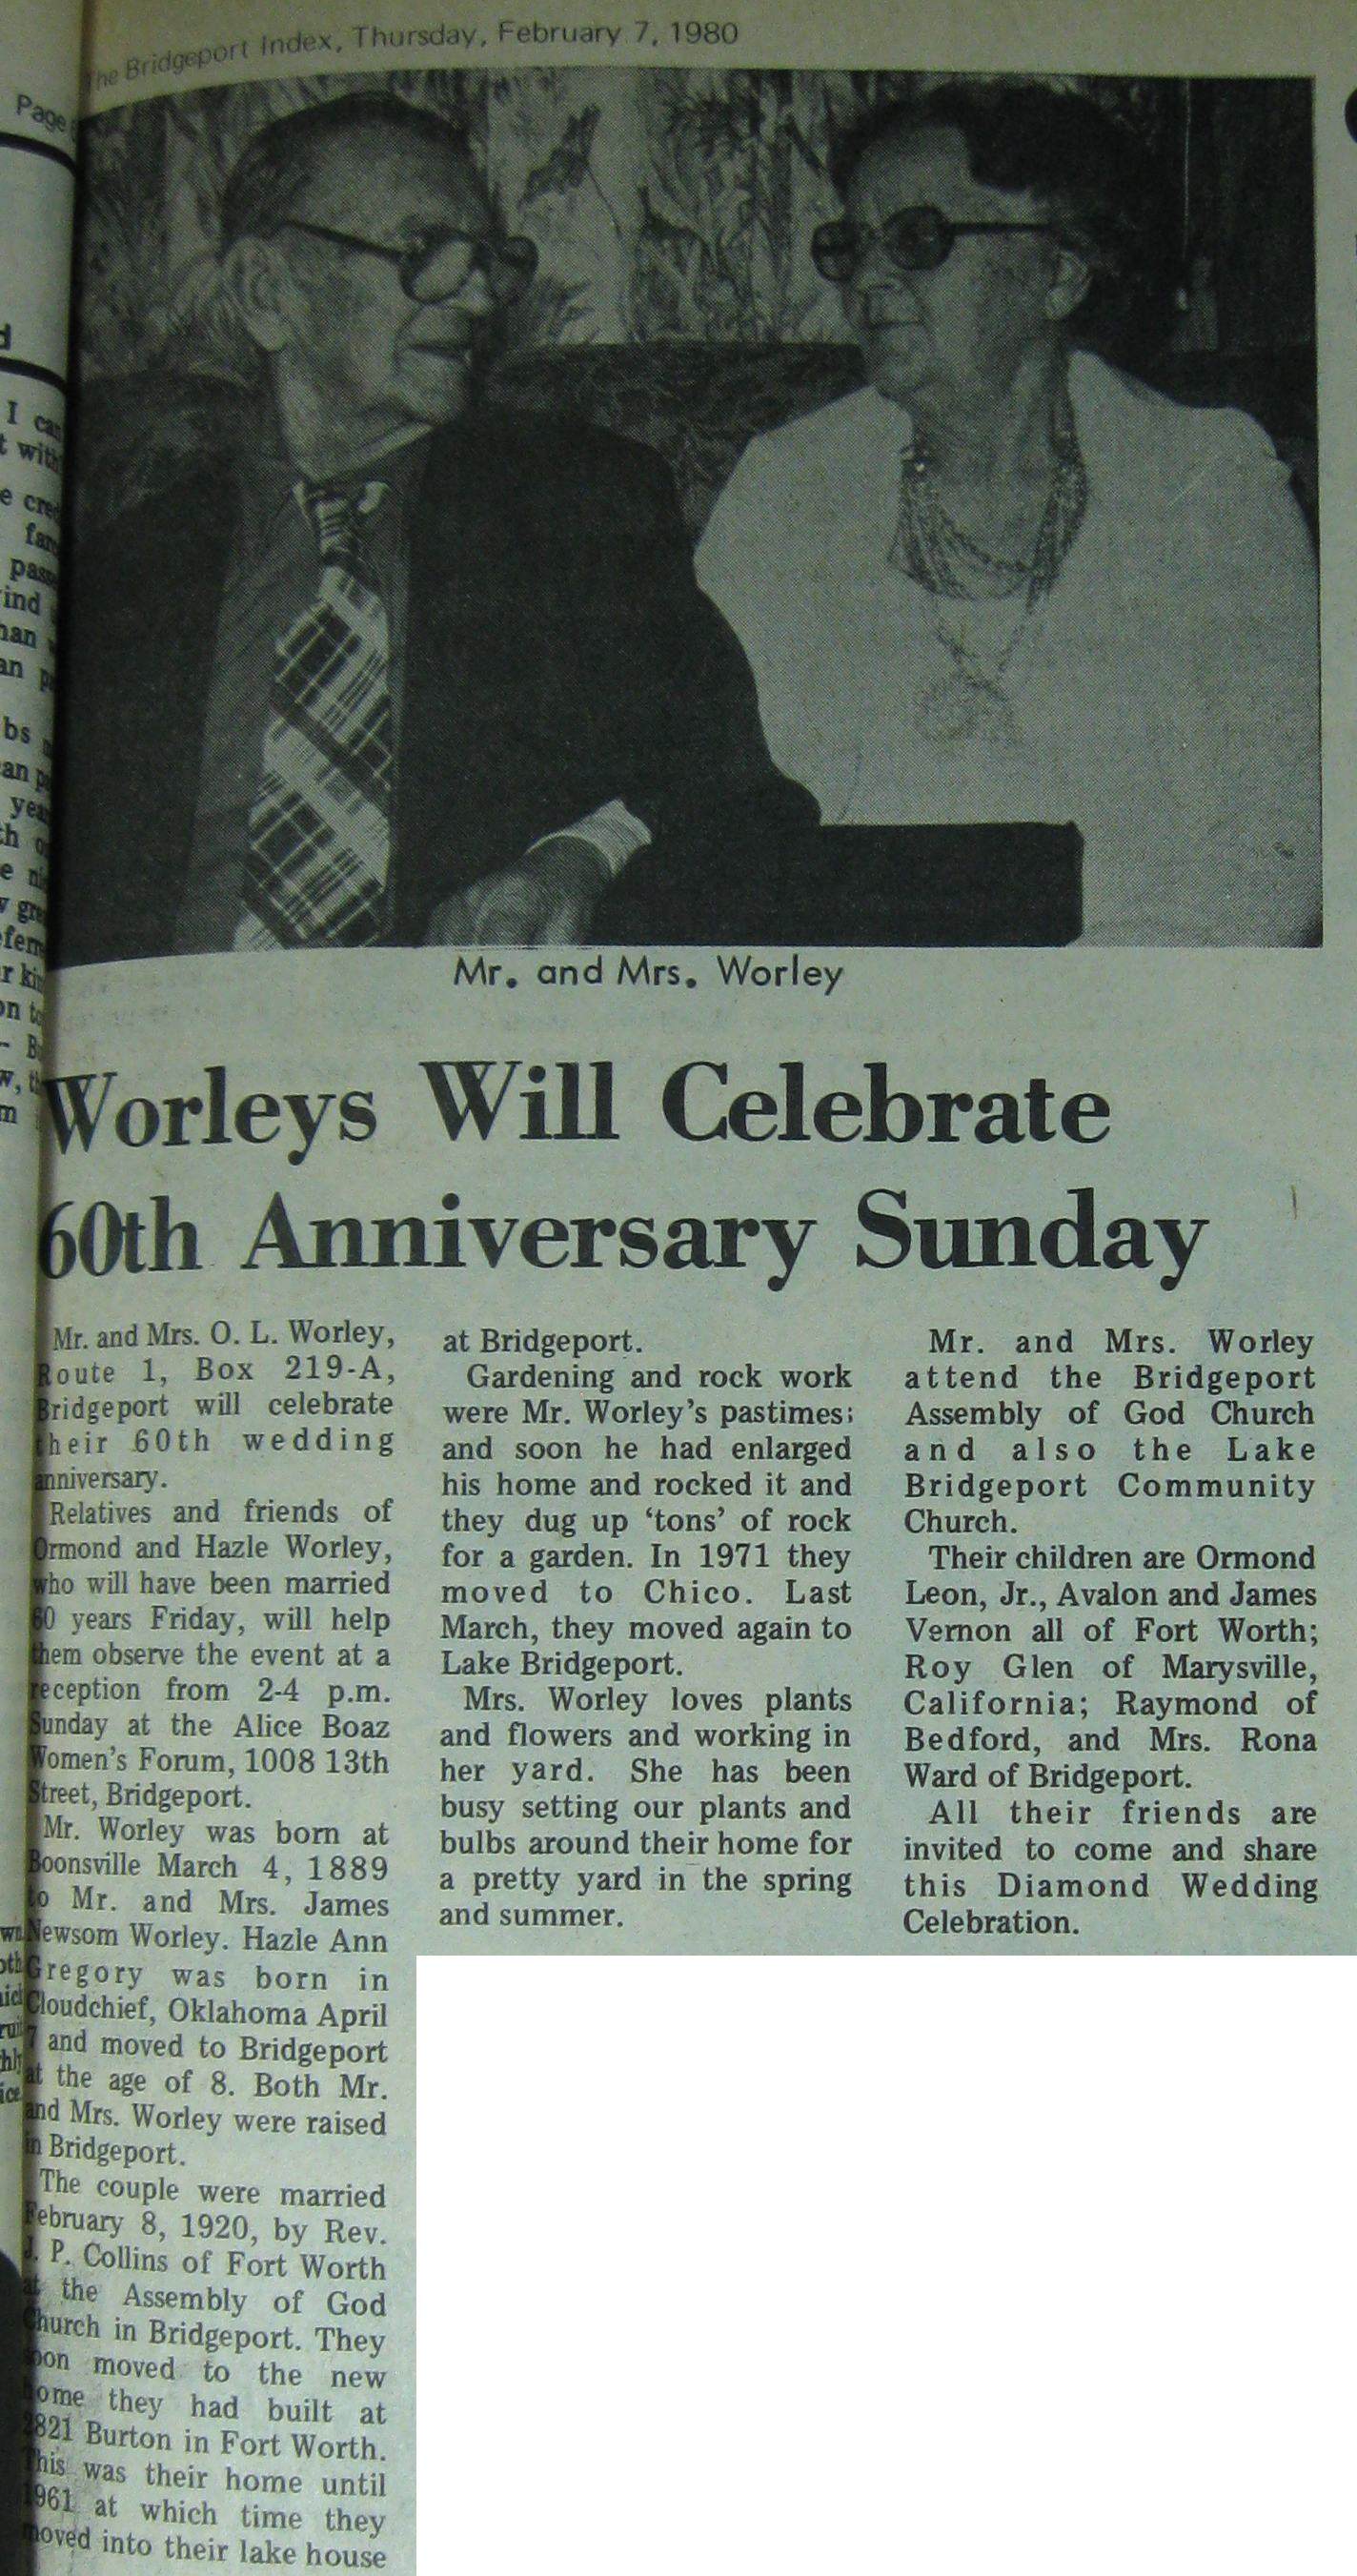 The Bridgeport Index, Thursday, February 7, 1980
Page
Mr. and Mrs. Worley
Worleys Will Celebrate
60th Anniversary Sunday
Mr. and Mrs. O. L. Worley,
Route 1, Box 219-A,
Bridgeport will celebrate
their 60th wedding
anniversary.
Relatives and friends of
Ormond and Hazle Worley,
who will have been married
60 years Friday, will help
them observe the event at a
reception from 2-4 p.m.
Sunday at the Alice Boaz
Women's Forum, 1008 13th
Street, Bridgeport.
Mr. Worley was born at
Boonsville March 4, 1889
to Mr. and Mrs. James
Newsom Worley. Hazle Ann
Gregory was born in
Cloudchief, Oklahoma April
7 and moved to Bridgeport
at the age of 8. Both Mr.
and Mrs. Worley were raised
in Bridgeport.
The couple were married
February 8, 1920, by Rev.
J. P. Collins of Fort Worth
at the Assembly of God
Church in Bridgeport. They
soon moved to the new
home they had built at
2821 Burton in Fort Worth.
This was their home until
1961 at which time they
moved into their lake house
at Bridgeport.
Gardening and rock work
were Mr. Worley's pastimes;
and soon he had enlarged
his home and rocked it and
they dug up 'tons' of rock
for a garden. In 1971 they
moved to Chico. Last
March, they moved again to
Lake Bridgeport.
Mrs. Worley loves plants
and flowers and working in
her yard. She has been
busy setting our plants and
bulbs around their home for
a pretty yard in the spring
and summer.
Mr. and Mrs. Worley
attend the Bridgeport
Assembly of God Church
and also the Lake
Bridgeport Community
Church.
Their children are Ormond
Leon, Jr., Avalon and James
Vernon all of Fort Worth;
Roy Glen of Marysville,
California; Raymond of
Bedford, and Mrs. Rona
Ward of Bridgeport.
All their friends are
invited to come and share
this Diamond Wedding
Celebration.